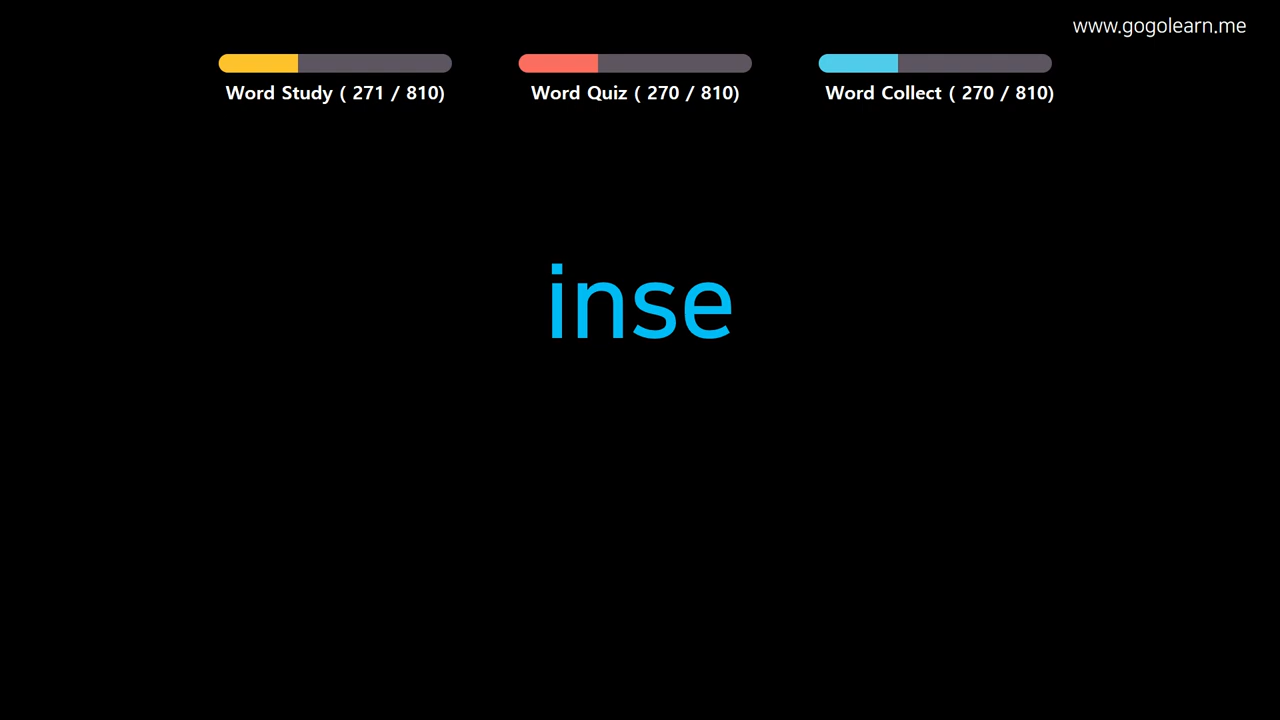 www.gogolearn.me
Word Study ( 271 / 810)
Word Quiz ( 270 / 810)
Word Collect ( 270 / 810)
inse